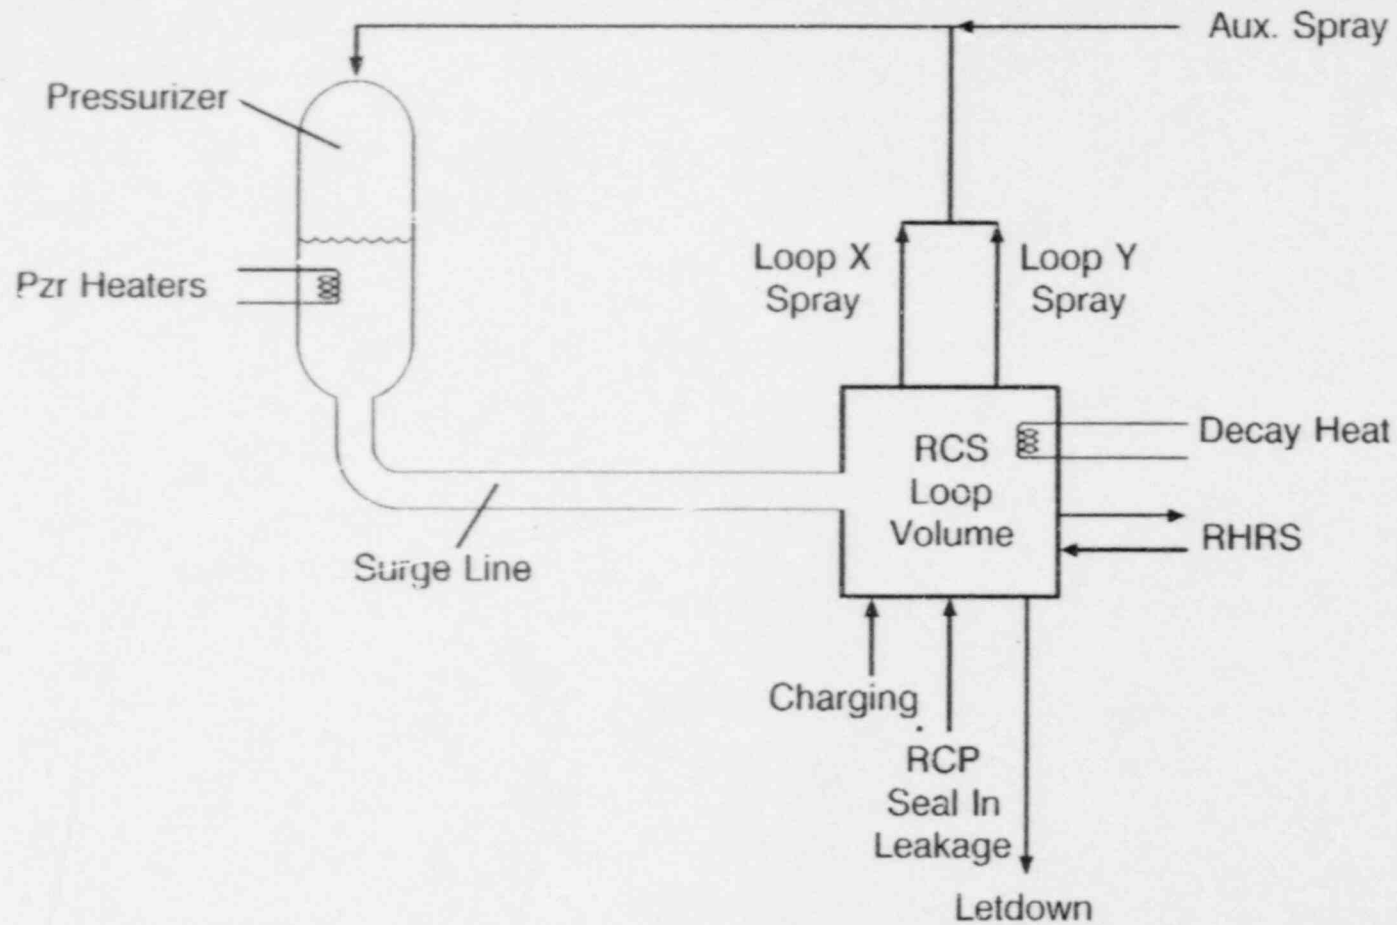 Aux. Spray
Pressurizer
Loop X
Spray
Loop Y
Spray
Pzr Heaters
RCS
Loop
Volume
Decay Heat
RHRS
Surge Line
Charging
RCP
Seal In
Leakage
Letdown